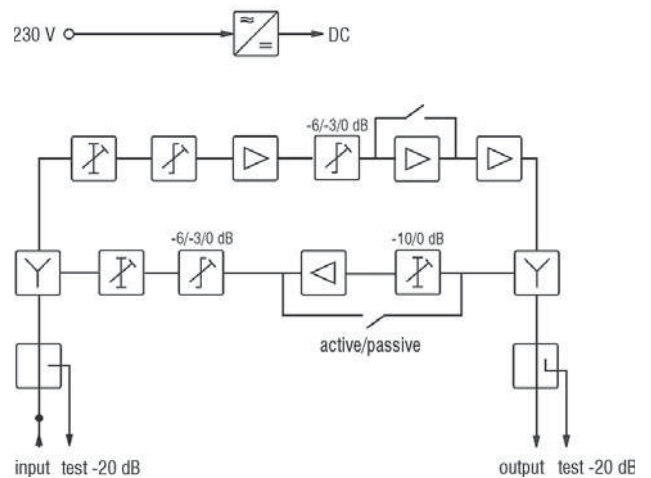 230 V
DC
-6/-3/0 dB
-6/-3/0 dB
-10/0 dB
active/passive
input test -20 dB
output test -20 dB